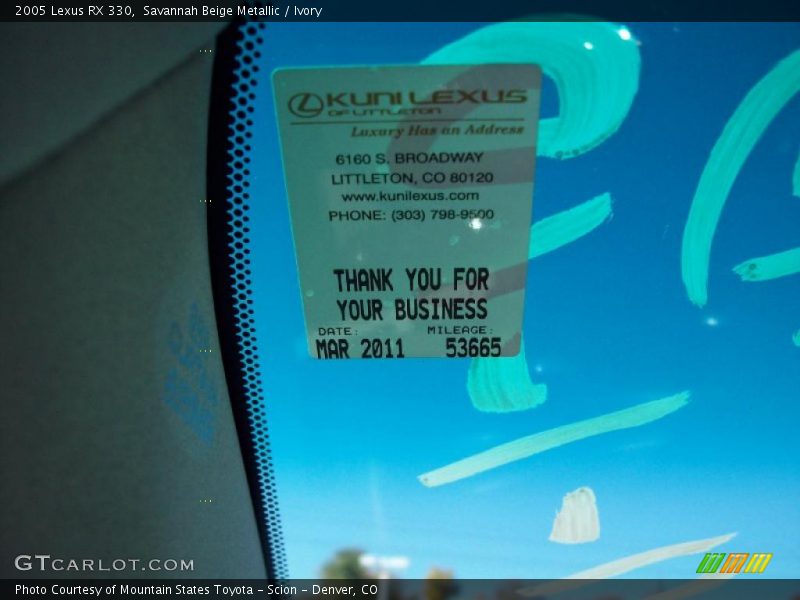 2005 Lexus RX 330,  Savannah Beige Metallic / Ivory
KUNI LEXUS
OF LITTLETON
Luxury Has an Address
6160 S. BROADWAY
LITTLETON, CO 80120
www.kunilexus.com
PHONE: (303) 798-9500
THANK YOU FOR
YOUR BUSINESS
DATE: MILEAGE:
MAR 2011 53665
GTCARLOT.COM
Photo Courtesy of Mountain States Toyota - Scion - Denver, CO